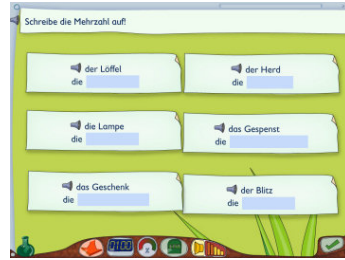 Schreibe die Mehrzahl auf!
der Löffel
die
der Herd
die
die Lampe
die
das Gespenst
die
das Geschenk
die
der Blitz
die